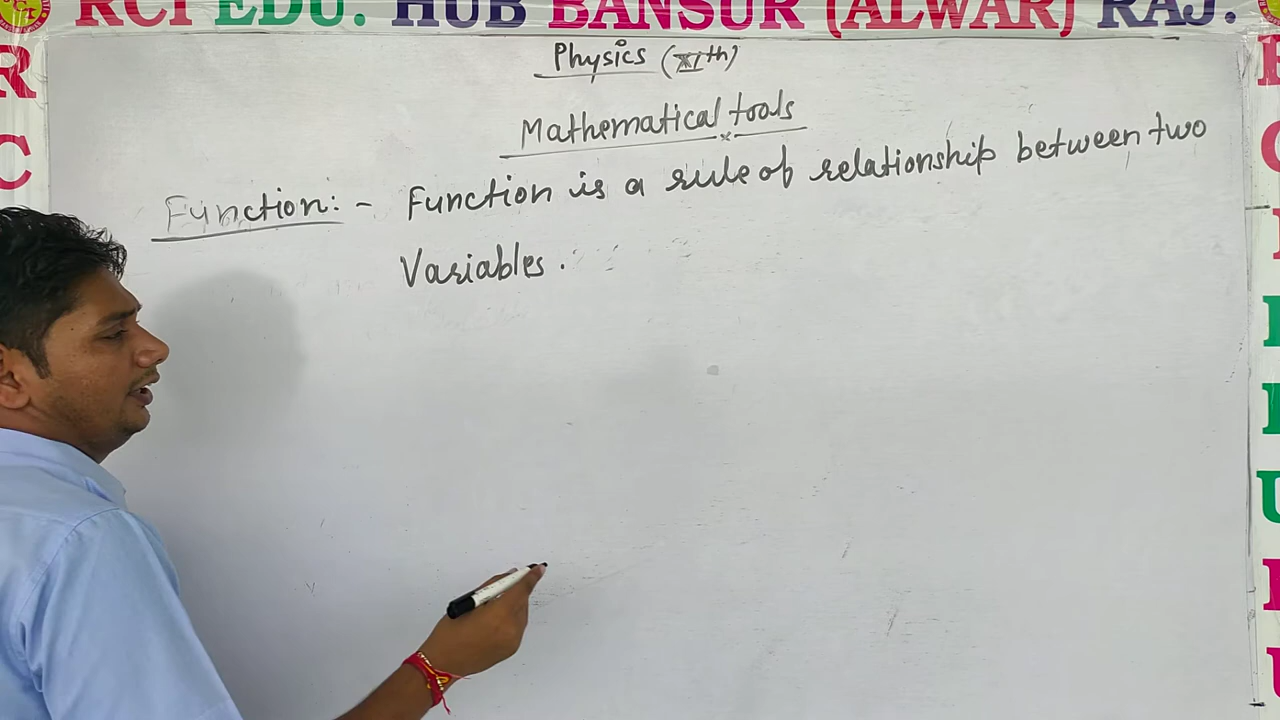 RCI EDU. HUB BANSUR (ALWAR) RAJ.
Physics (XIth)
Mathematical tools
Function: - Function is a rule of relationship between two
Variables.
R
C